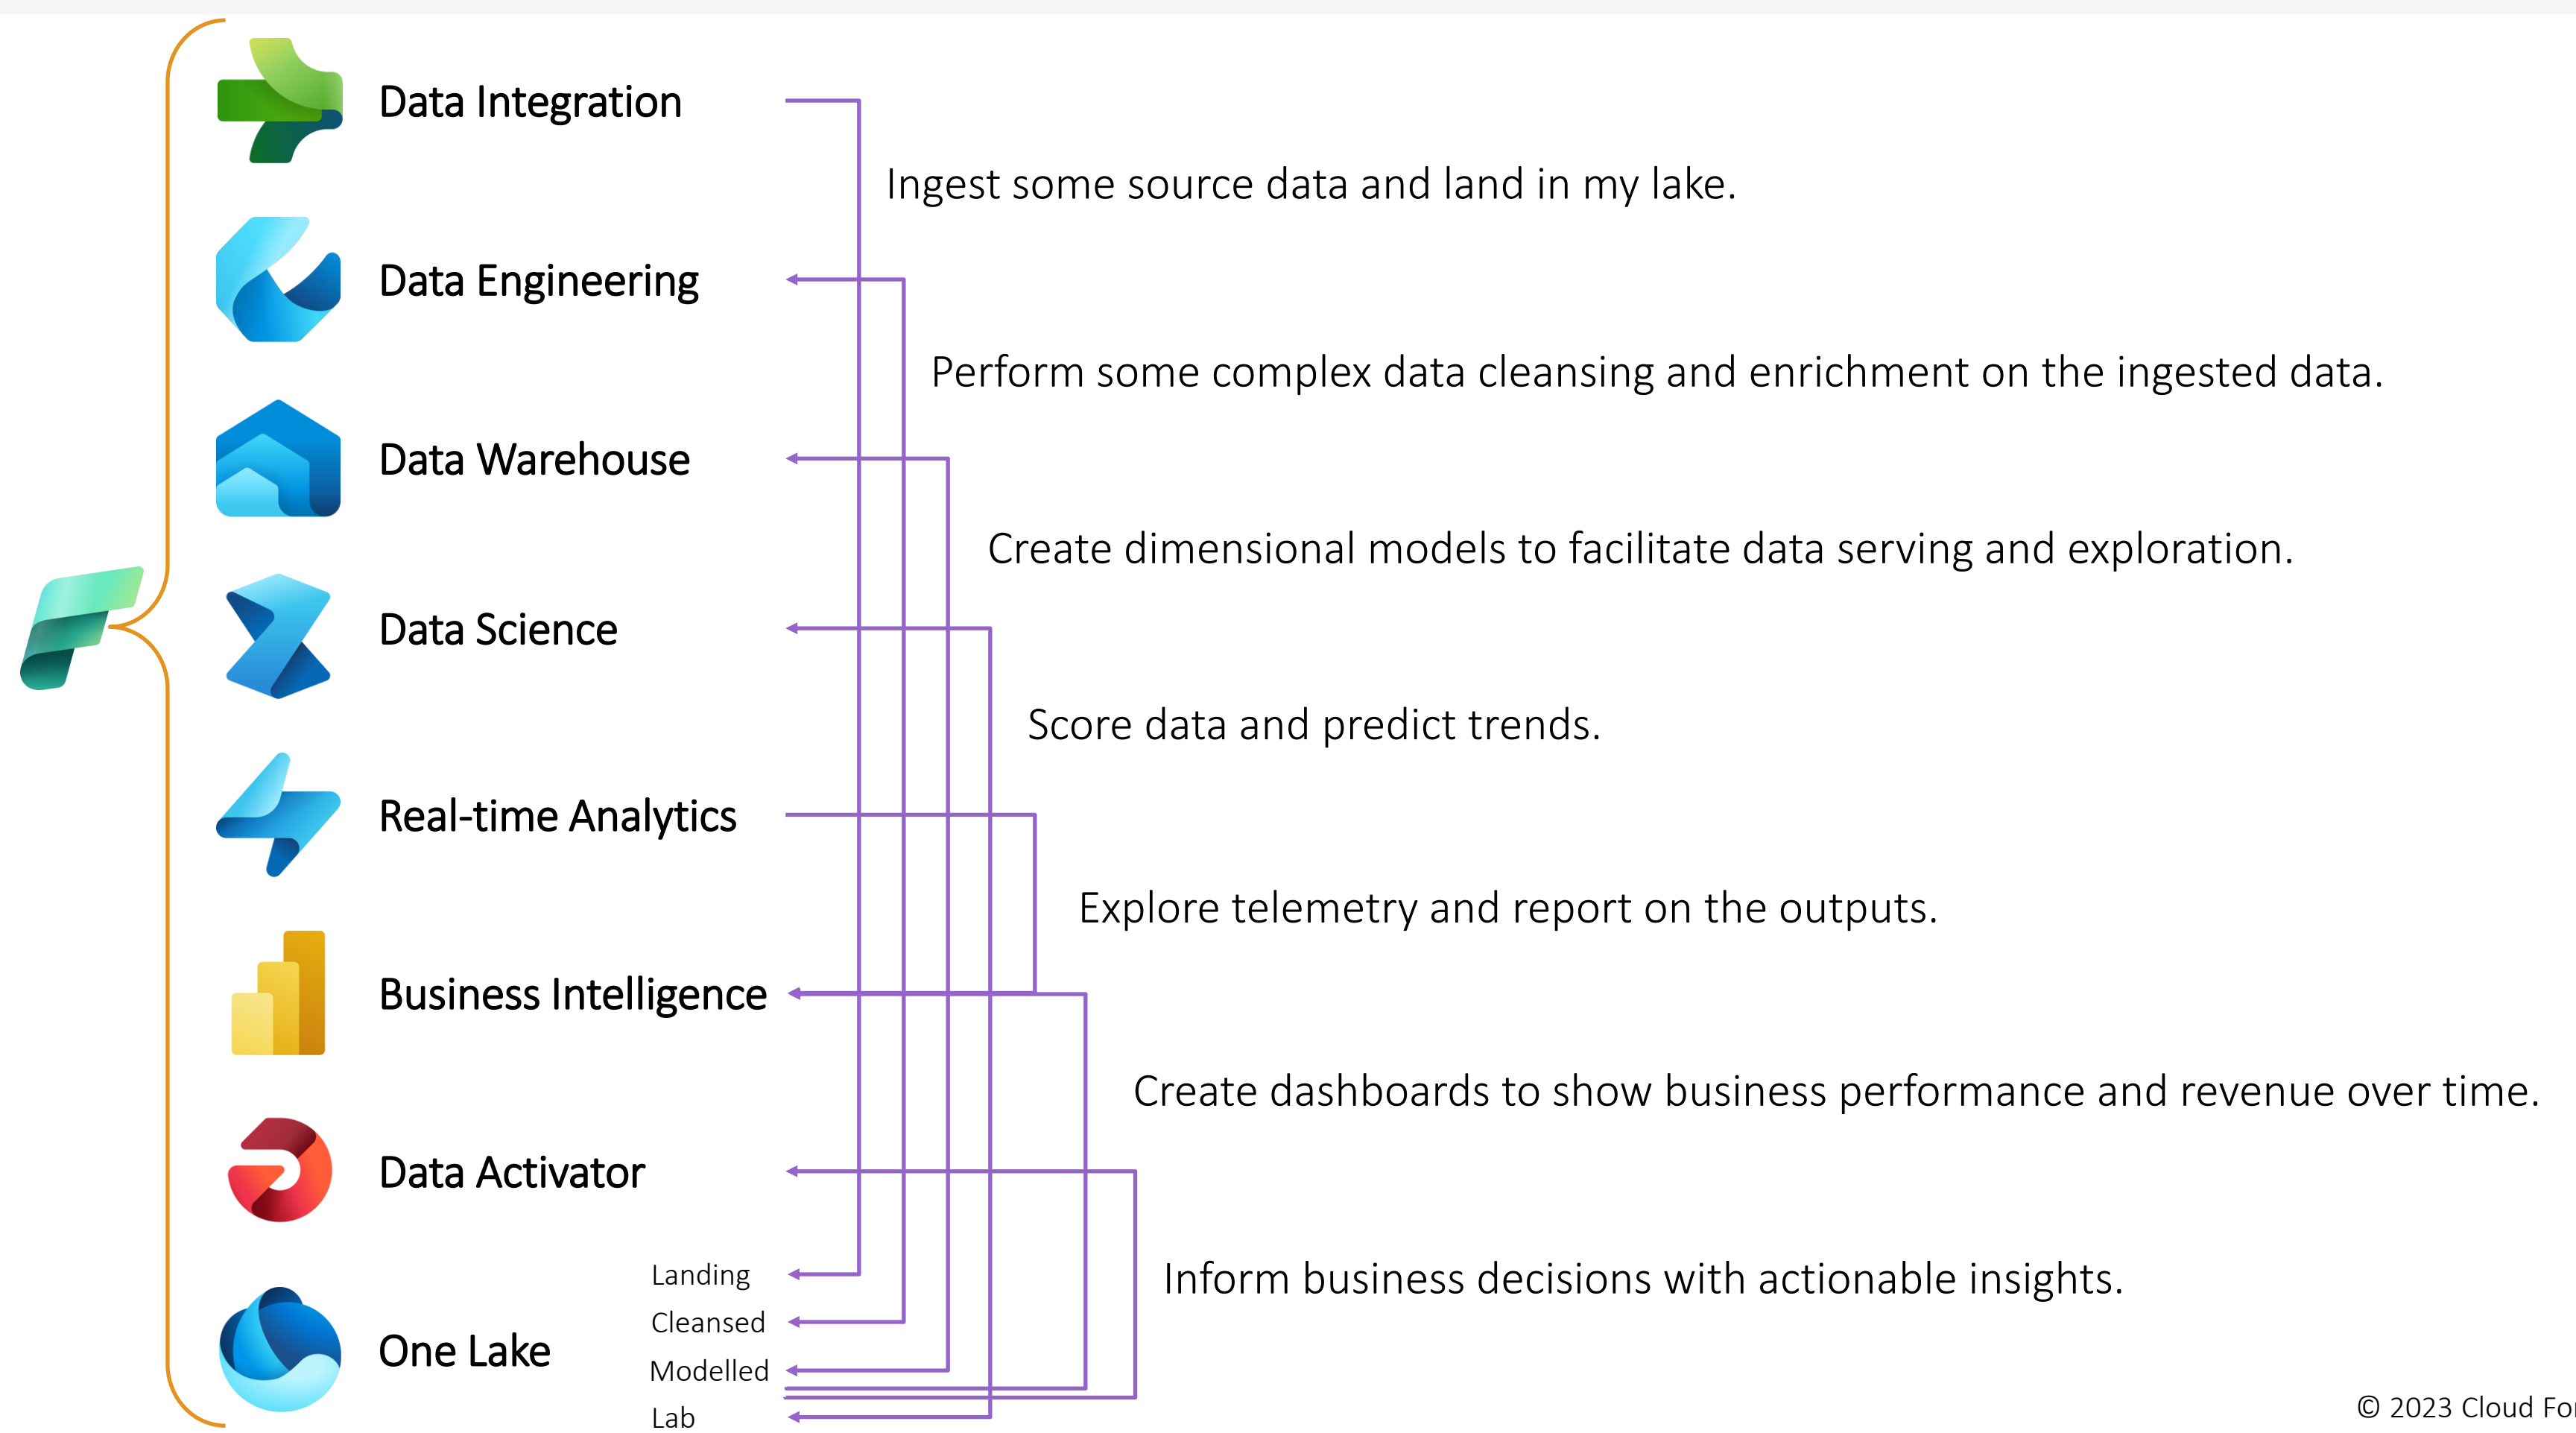 Data Integration
Ingest some source data and land in my lake.
Data Engineering
Perform some complex data cleansing and enrichment on the ingested data.
Data Warehouse
Create dimensional models to facilitate data serving and exploration.
Data Science
Score data and predict trends.
Real-time Analytics
Explore telemetry and report on the outputs.
Business Intelligence
Create dashboards to show business performance and revenue over time.
Data Activator
Landing
Inform business decisions with actionable insights.
Cleansed
One Lake
Modelled
Lab
© 2023 Cloud